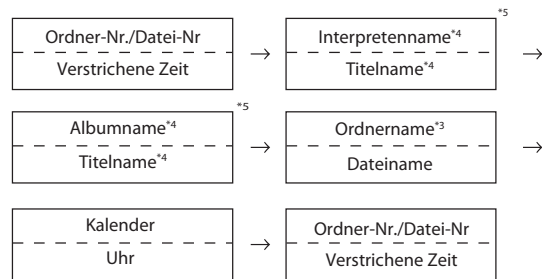 Ordner-Nr./Datei-Nr
Verstrichene Zeit
→
*5
Interpretenname*4
Titelname*4
→
*5
Albumname*4
Titelname*4
→
Ordnername*3
Dateiname
→
Kalender
Uhr
→
Ordner-Nr./Datei-Nr
Verstrichene Zeit